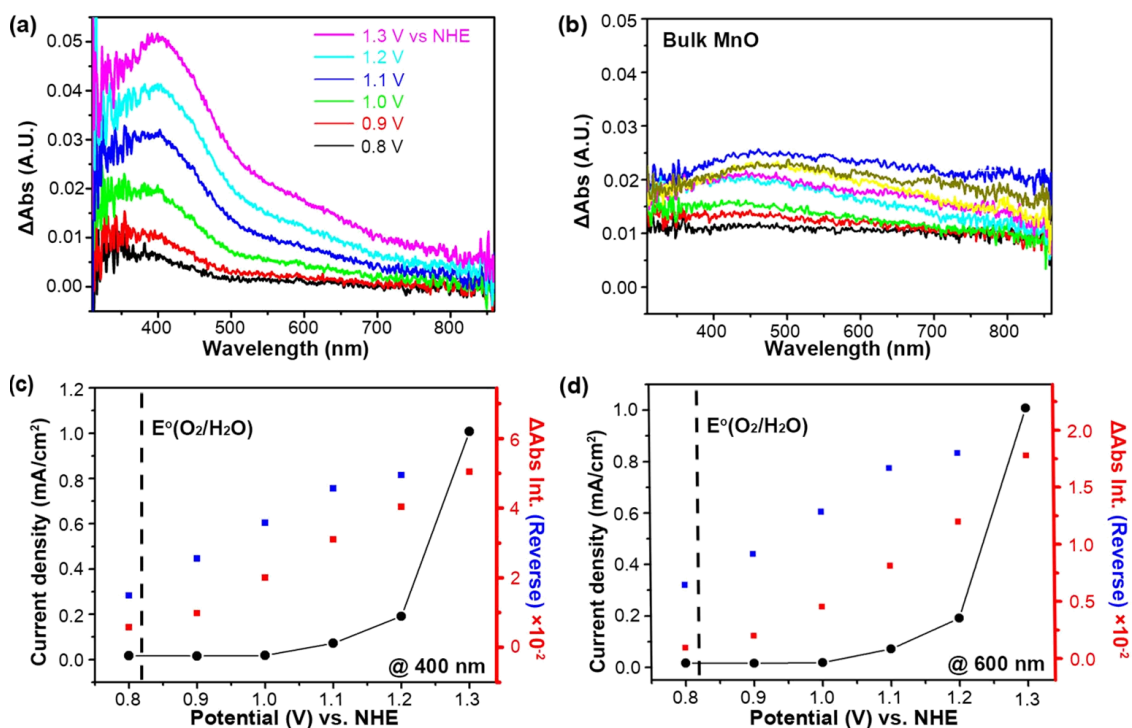 (a)
ΔAbs (A.U.)
0.05
0.04
0.03
0.02
0.01
0.00
1.3 V vs NHE
1.2 V
1.1 V
1.0 V
0.9 V
0.8 V
400 500 600 700 800
Wavelength (nm)
(b)
Bulk MnO
ΔAbs (A.U.)
0.05
0.04
0.03
0.02
0.01
0.00
400 500 600 700 800
Wavelength (nm)
(c)
Current density (mA/cm²)
1.2
1.0
0.8
0.6
0.4
0.2
0.0
E°(O₂/H₂O)
@ 400 nm
6
4
2
0
ΔAbs Int. (Reverse) ×10⁻²
0.8 0.9 1.0 1.1 1.2 1.3
Potential (V) vs. NHE
(d)
Current density (mA/cm²)
1.0
0.8
0.6
0.4
0.2
0.0
E°(O₂/H₂O)
@ 600 nm
2.0
1.5
1.0
0.5
0.0
ΔAbs Int. (Reverse) ×10⁻²
0.8 0.9 1.0 1.1 1.2 1.3
Potential (V) vs. NHE